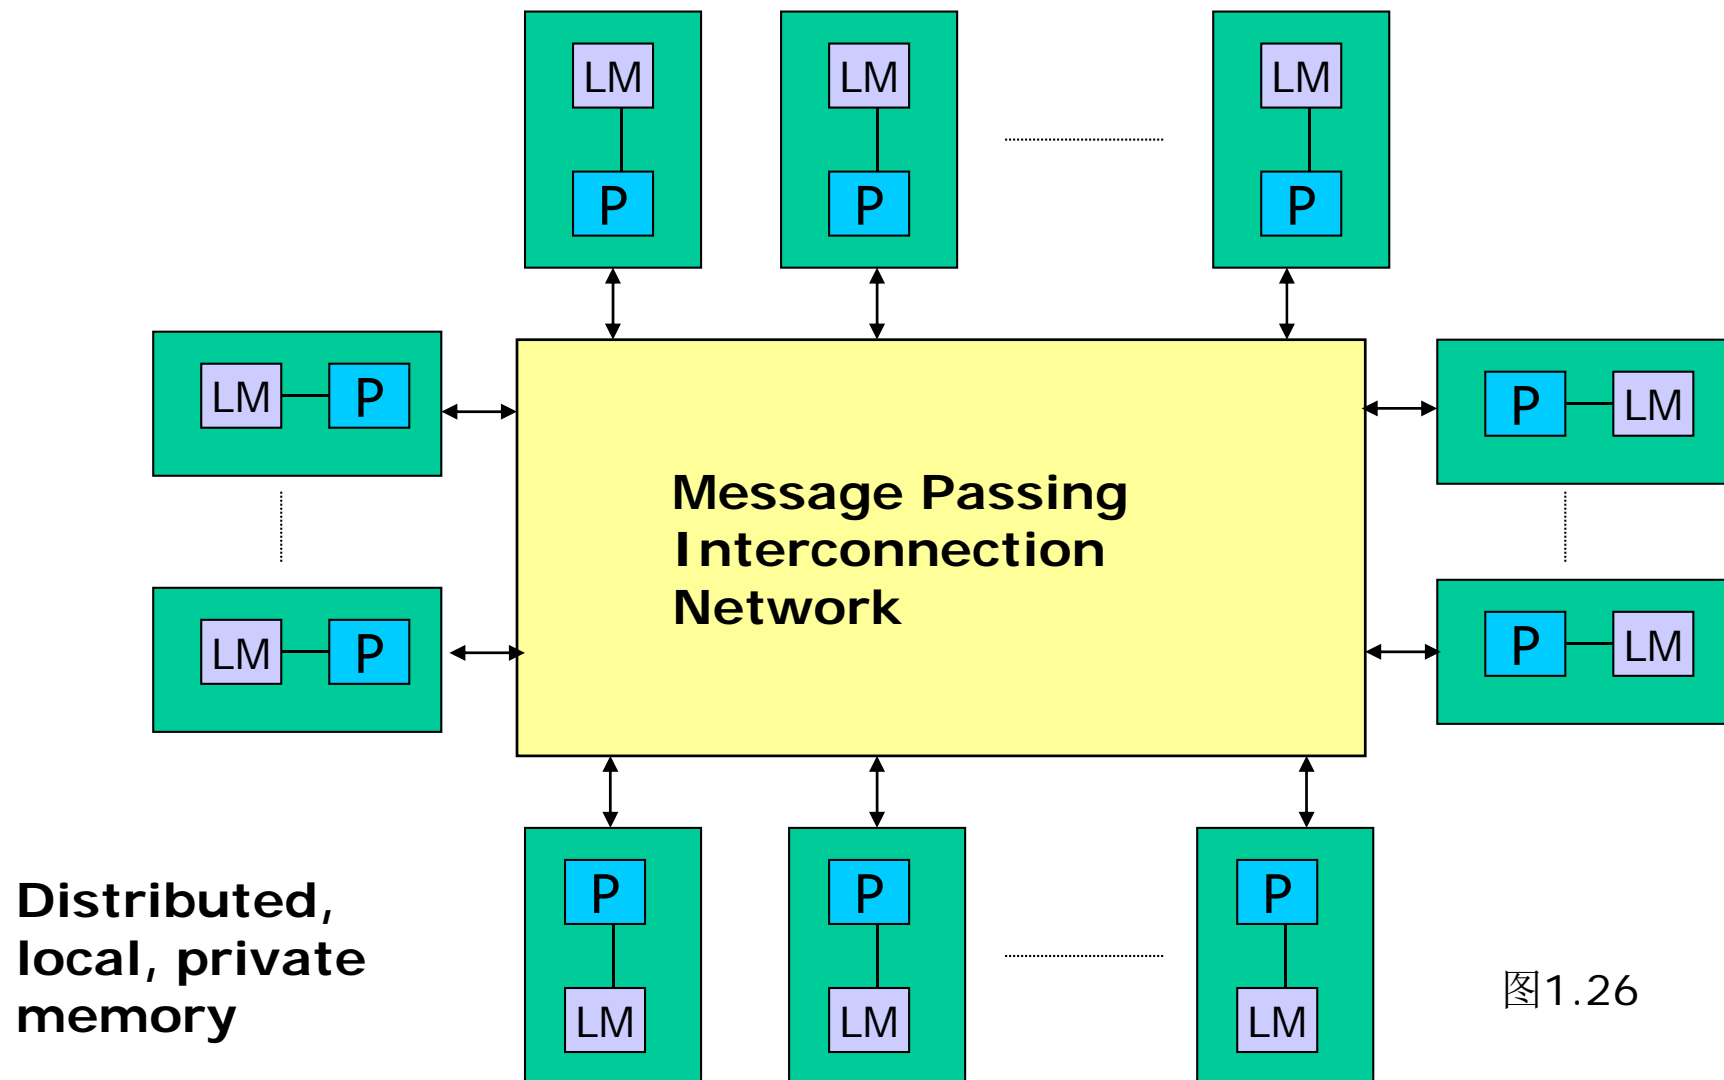 LM
LM
LM
P
P
P
LM
P
P
LM
Message Passing
Interconnection
Network
LM
P
P
LM
P
P
P
Distributed,
local, private
memory
LM
LM
LM
图1.26